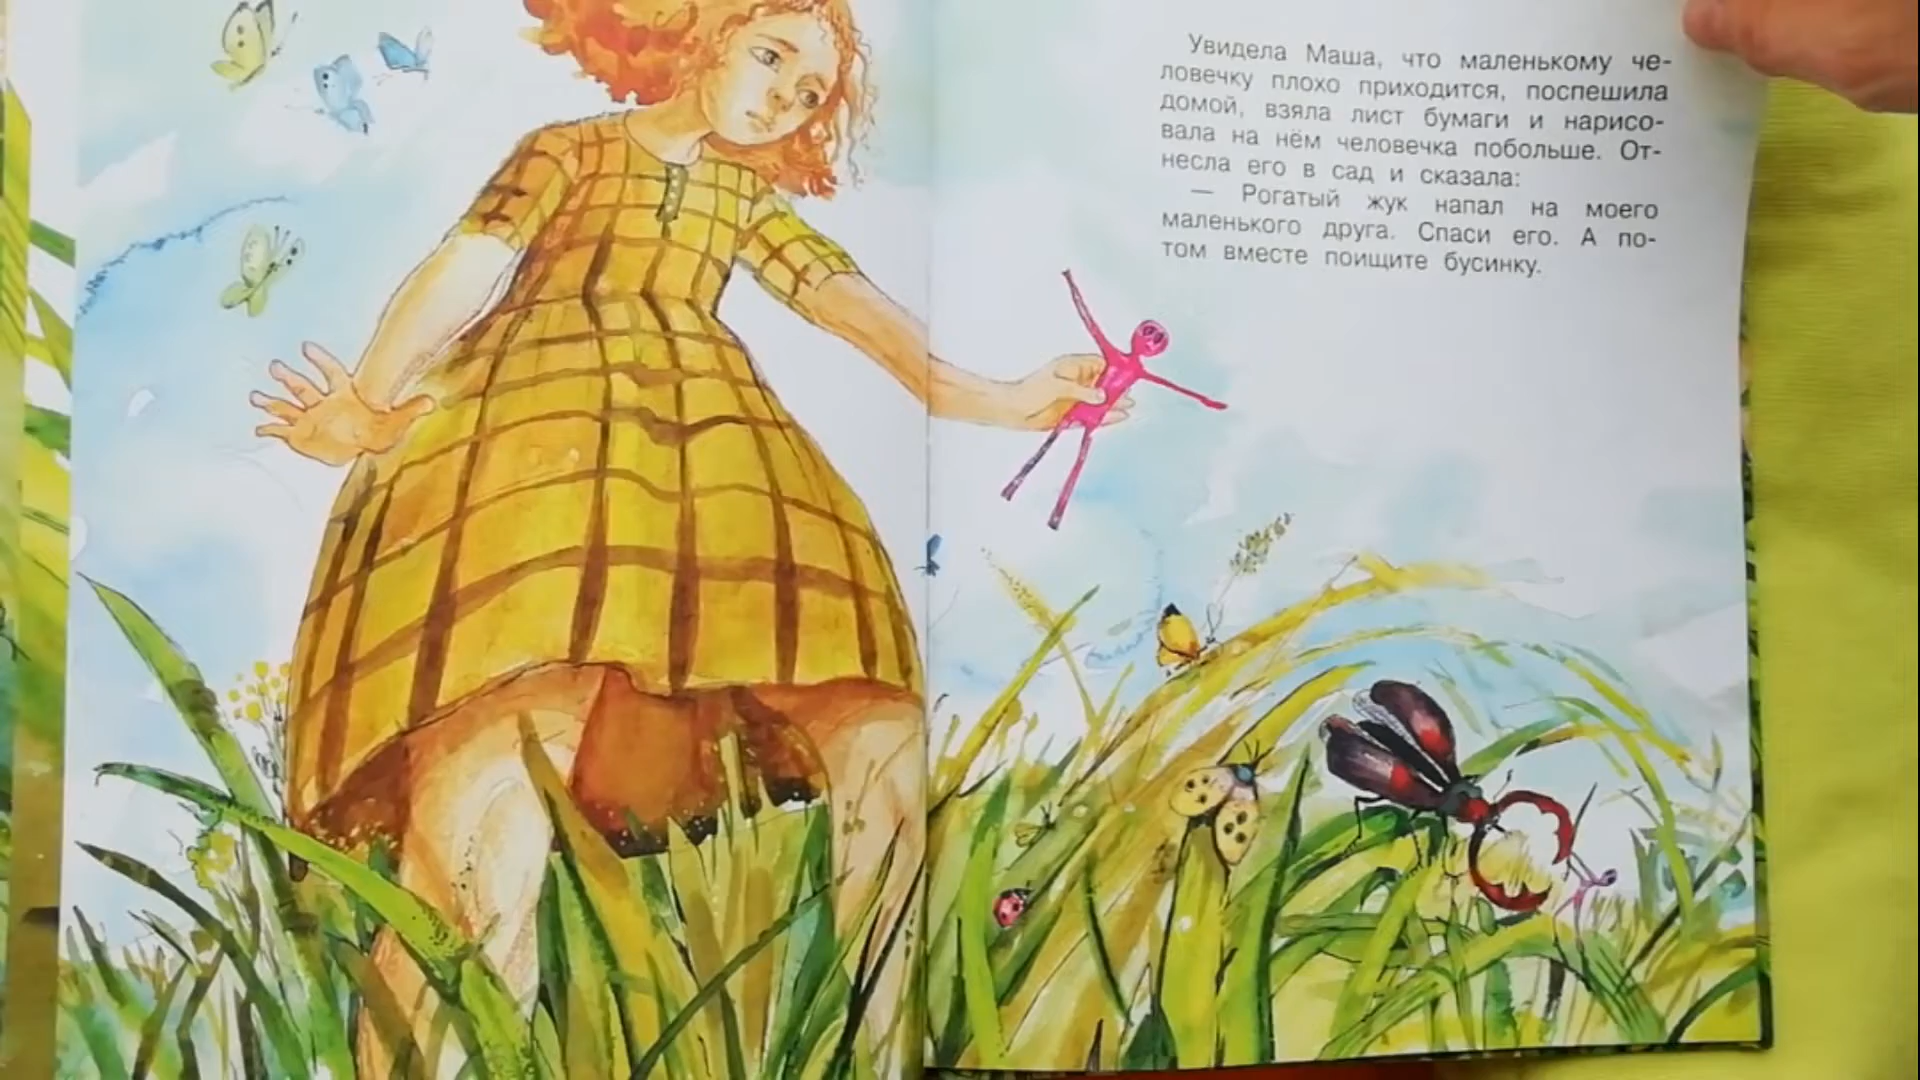 Увидела Маша, что маленькому че-
ловечку плохо приходится, поспешила
домой, взяла лист бумаги и нарисо-
вала на нём человечка побольше. От-
несла его в сад и сказала:
— Рогатый жук напал на моего
маленького друга. Спаси его. А по-
том вместе поищите бусинку.